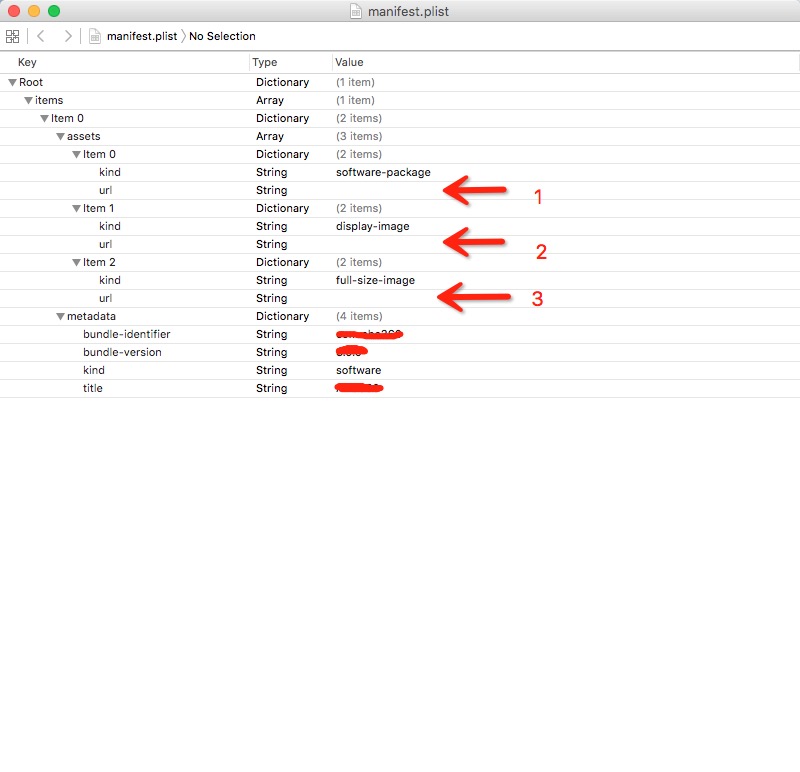 manifest.plist
manifest.plist No Selection
Key Type Value
Root Dictionary (1 item)
items Array (1 item)
Item 0 Dictionary (2 items)
assets Array (3 items)
Item 0 Dictionary (2 items)
kind String software-package
url String 1
Item 1 Dictionary (2 items)
kind String display-image
url String 2
Item 2 Dictionary (2 items)
kind String full-size-image
url String 3
metadata Dictionary (4 items)
bundle-identifier String
bundle-version String
kind String software
title String